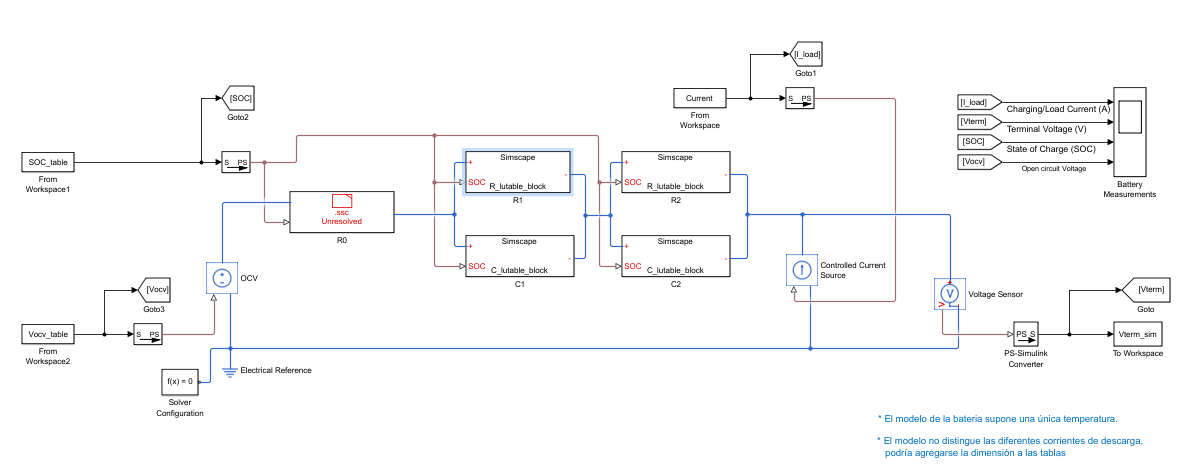 [I_load]
Goto1
[SOC]
Goto2
Current
From
Workspace
S PS
[I_load]
Charging/Load Current (A)
[Vterm]
Terminal Voltage (V)
[SOC]
State of Charge (SOC)
[Vocv]
Open circuit Voltage
Battery
Measurements
SOC_table
From
Workspace1
S PS
Simscape
+
-
SOC
R_lutable_block
R1
Simscape
+
-
SOC
R_lutable_block
R2
.ssc
Unresolved
R0
Simscape
+
-
SOC
C_lutable_block
C1
Simscape
+
-
SOC
C_lutable_block
C2
OCV
Controlled Current
Source
V
Voltage Sensor
[Vocv]
Goto3
[Vterm]
Goto
Vocv_table
From
Workspace2
S PS
PS S
PS-Simulink
Converter
Vterm_sim
To Workspace
Electrical Reference
f(x) = 0
Solver
Configuration
* El modelo de la bateria supone una única temperatura.
* El modelo no distingue las diferentes corrientes de descarga,
podría agregarse la dimensión a las tablas